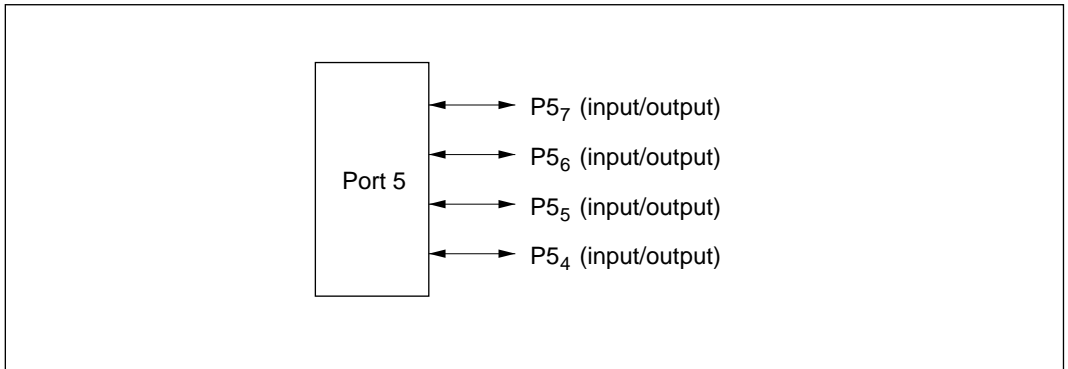 P5₇ (input/output)
P5₆ (input/output)
Port 5
P5₅ (input/output)
P5₄ (input/output)